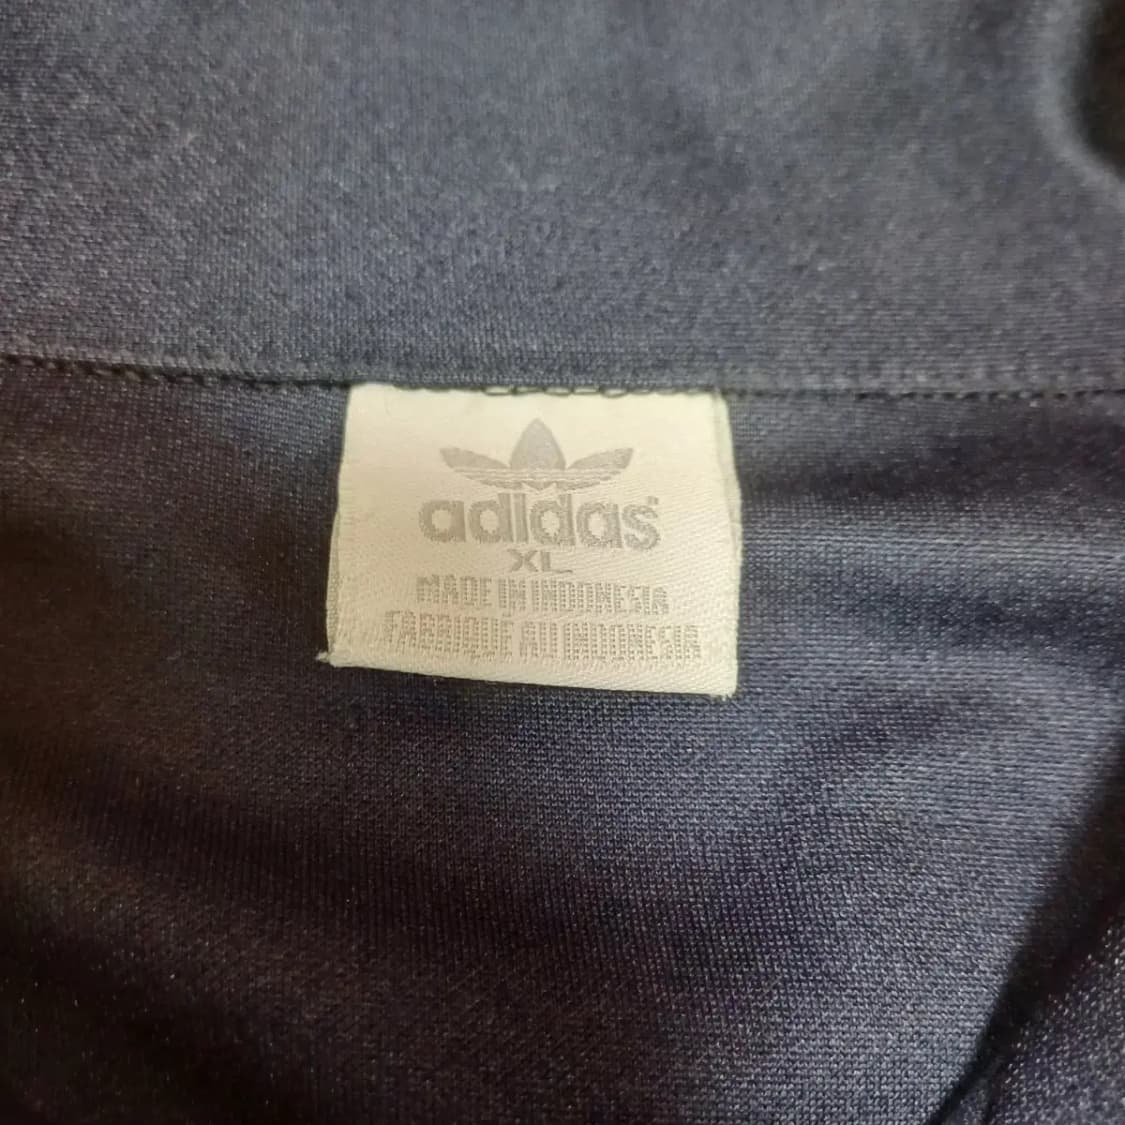 adidas
XL
MADE IN INDONESIA
FABRIQUE AU INDONESIA